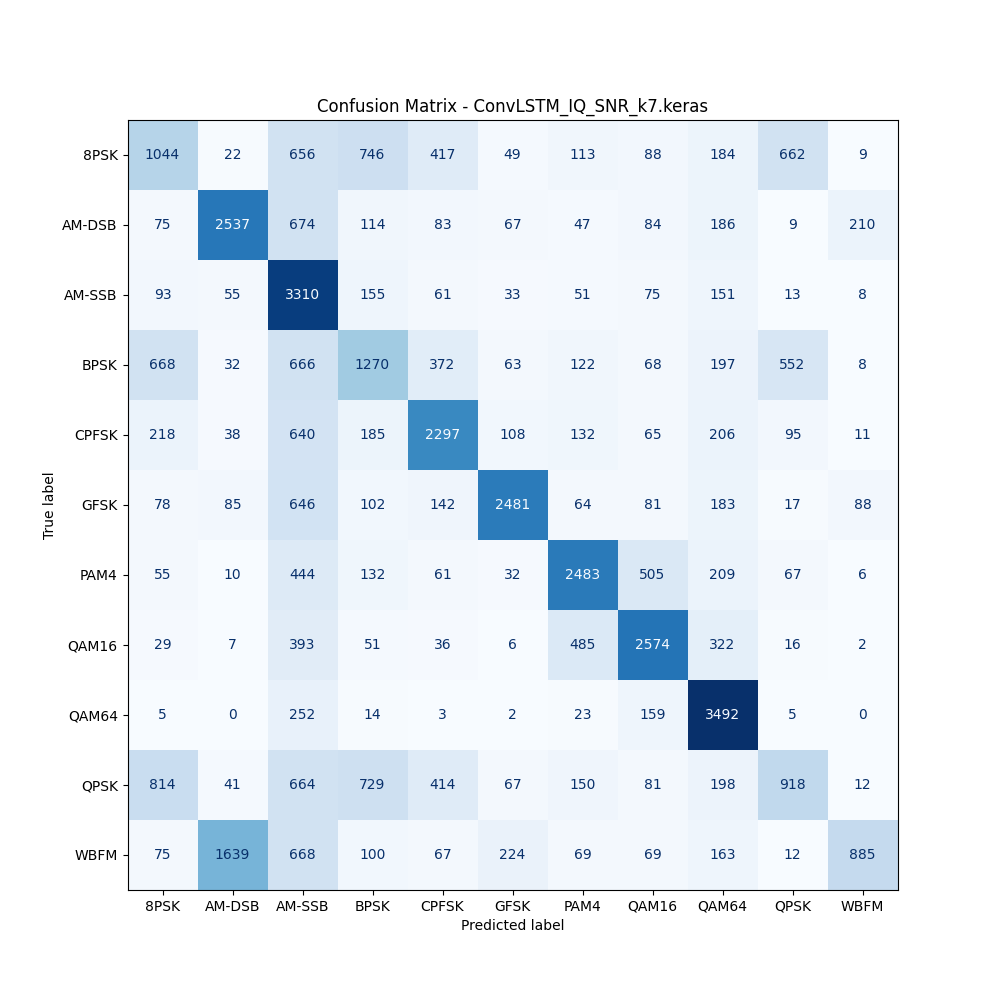 Confusion Matrix - ConvLSTM_IQ_SNR_k7.keras
8PSK 1044 22 656 746 417 49 113 88 184 662 9
AM-DSB 75 2537 674 114 83 67 47 84 186 9 210
AM-SSB 93 55 3310 155 61 33 51 75 151 13 8
BPSK 668 32 666 1270 372 63 122 68 197 552 8
CPFSK 218 38 640 185 2297 108 132 65 206 95 11
GFSK 78 85 646 102 142 2481 64 81 183 17 88
PAM4 55 10 444 132 61 32 2483 505 209 67 6
QAM16 29 7 393 51 36 6 485 2574 322 16 2
QAM64 5 0 252 14 3 2 23 159 3492 5 0
QPSK 814 41 664 729 414 67 150 81 198 918 12
WBFM 75 1639 668 100 67 224 69 69 163 12 885
True label
8PSK AM-DSB AM-SSB BPSK CPFSK GFSK PAM4 QAM16 QAM64 QPSK WBFM
Predicted label